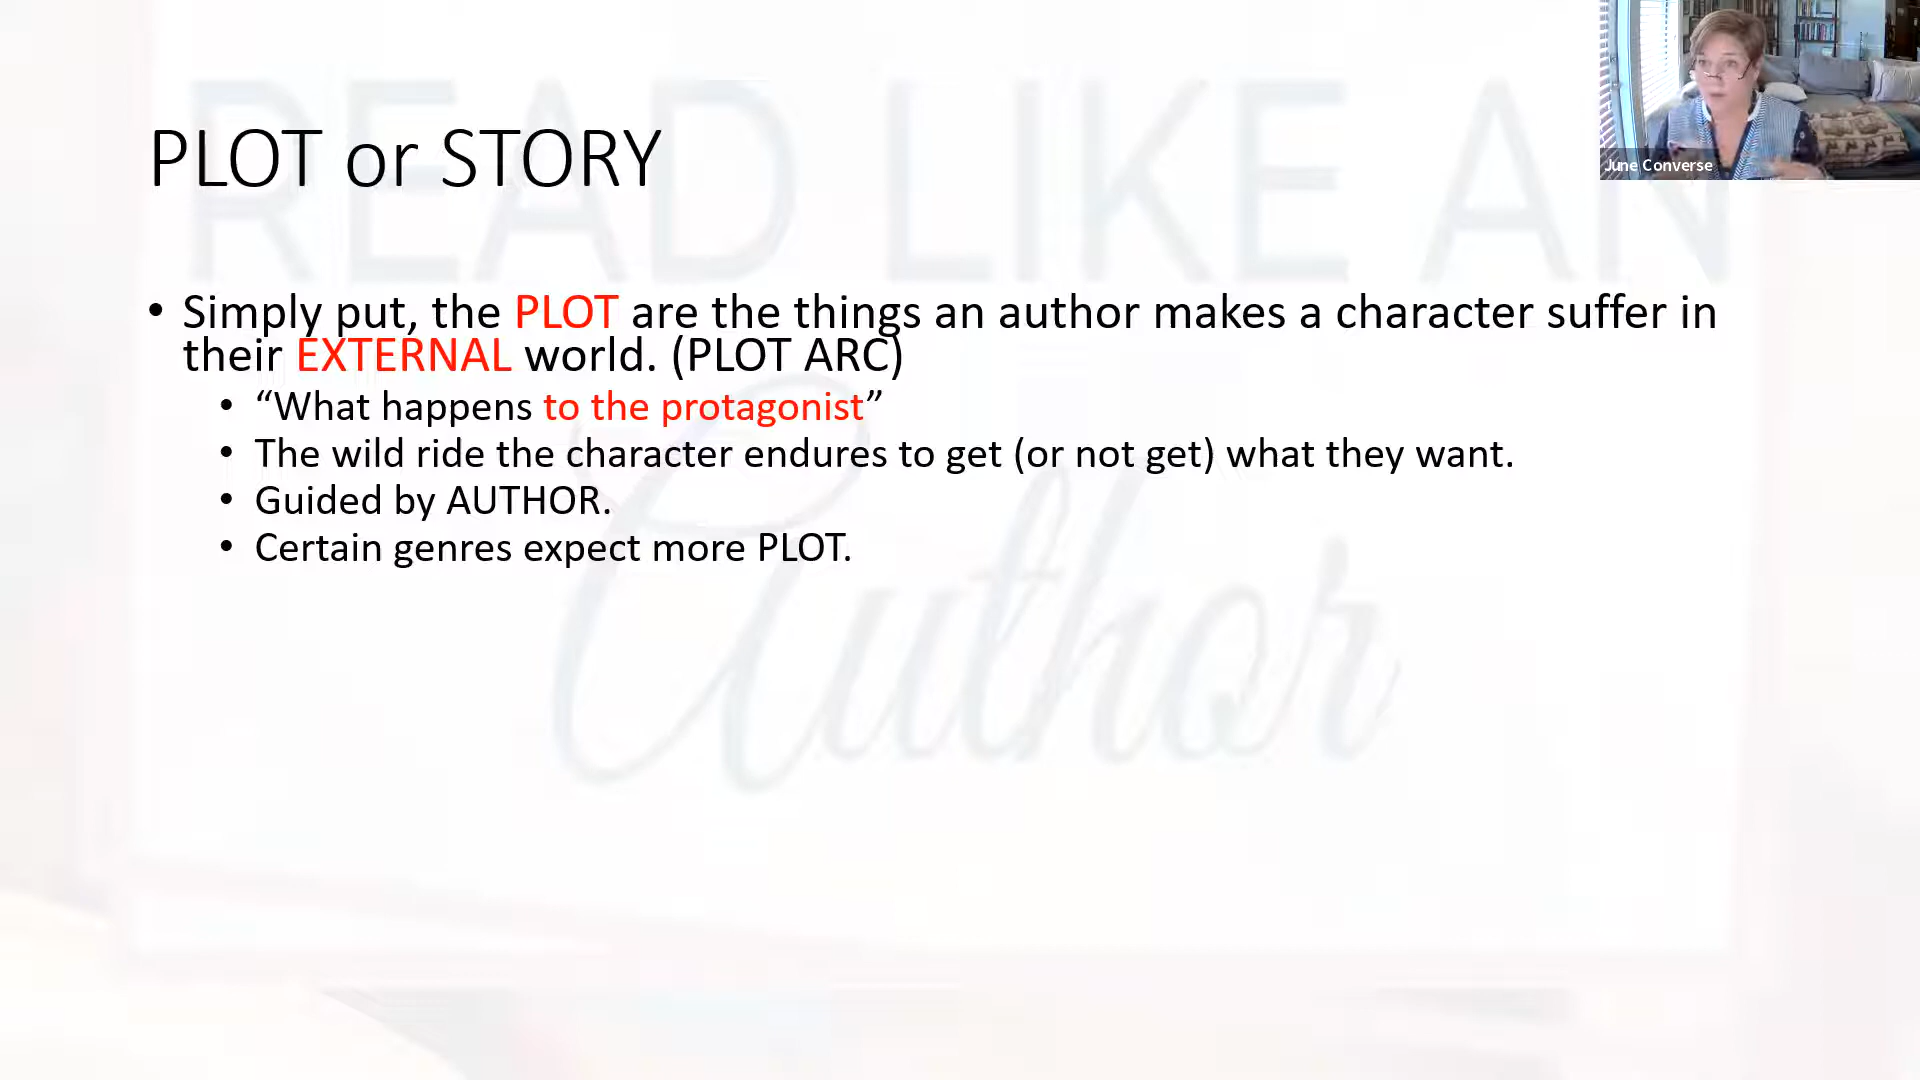 READ LIKE AN
Author
PLOT or STORY
June Converse
• Simply put, the PLOT are the things an author makes a character suffer in
their EXTERNAL world. (PLOT ARC)
• “What happens to the protagonist”
• The wild ride the character endures to get (or not get) what they want.
• Guided by AUTHOR.
• Certain genres expect more PLOT.